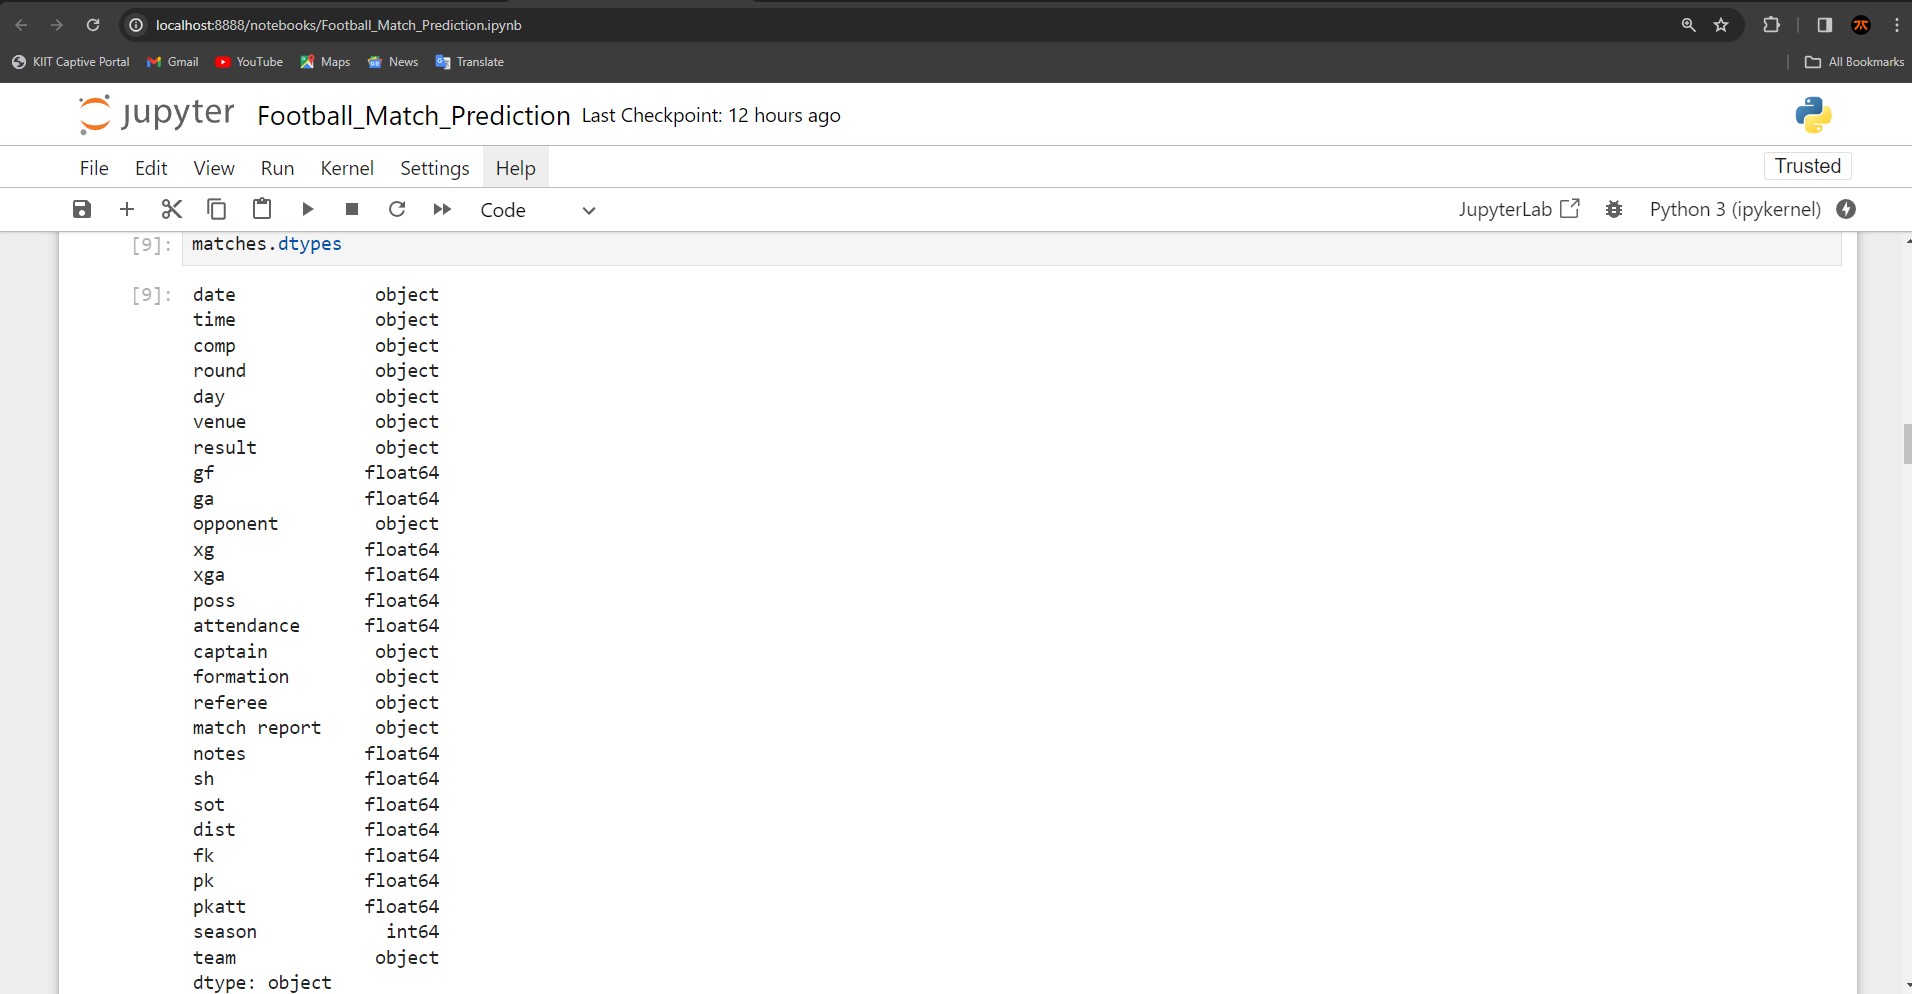 localhost:8888/notebooks/Football_Match_Prediction.ipynb
KIIT Captive Portal Gmail YouTube Maps News Translate All Bookmarks
jupyter Football_Match_Prediction Last Checkpoint: 12 hours ago
File Edit View Run Kernel Settings Help Trusted
Code JupyterLab Python 3 (ipykernel)
[9]: matches.dtypes
[9]: date object
time object
comp object
round object
day object
venue object
result object
gf float64
ga float64
opponent object
xg float64
xga float64
poss float64
attendance float64
captain object
formation object
referee object
match report object
notes float64
sh float64
sot float64
dist float64
fk float64
pk float64
pkatt float64
season int64
team object
dtype: object